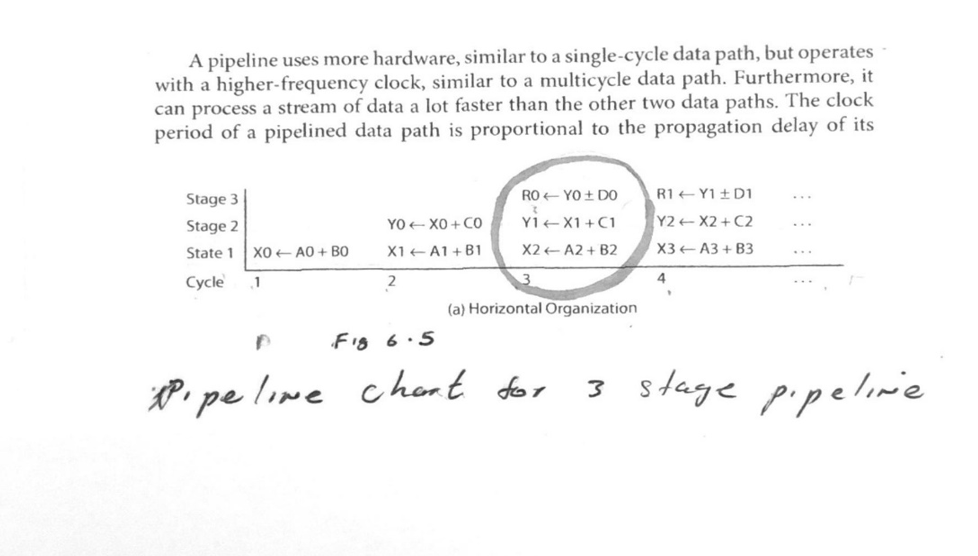 A pipeline uses more hardware, similar to a single-cycle data path, but operates
with a higher-frequency clock, similar to a multicycle data path. Furthermore, it
can process a stream of data a lot faster than the other two data paths. The clock
period of a pipelined data path is proportional to the propagation delay of its
Stage 3 R0 ← Y0 ± D0 R1 ← Y1 ± D1 ...
Stage 2 Y0 ← X0 + C0 Y1 ← X1 + C1 Y2 ← X2 + C2 ...
State 1 X0 ← A0 + B0 X1 ← A1 + B1 X2 ← A2 + B2 X3 ← A3 + B3 ...
Cycle 1 2 3 4 ...
(a) Horizontal Organization
Fig 6.5
Pipeline chart for 3 stage pipeline